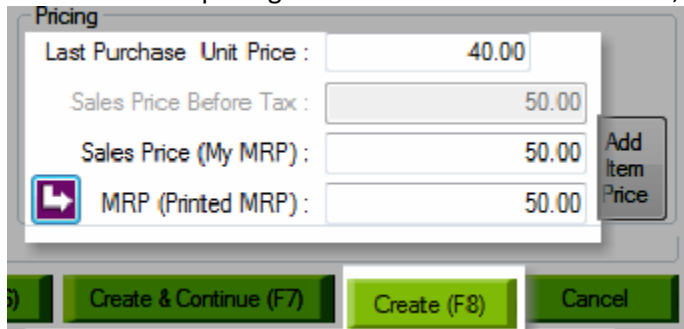 Pricing
Last Purchase Unit Price : 40.00
Sales Price Before Tax : 50.00
Sales Price (My MRP) : 50.00
MRP (Printed MRP) : 50.00
Add
Item
Price
Create & Continue (F7) Create (F8) Cancel